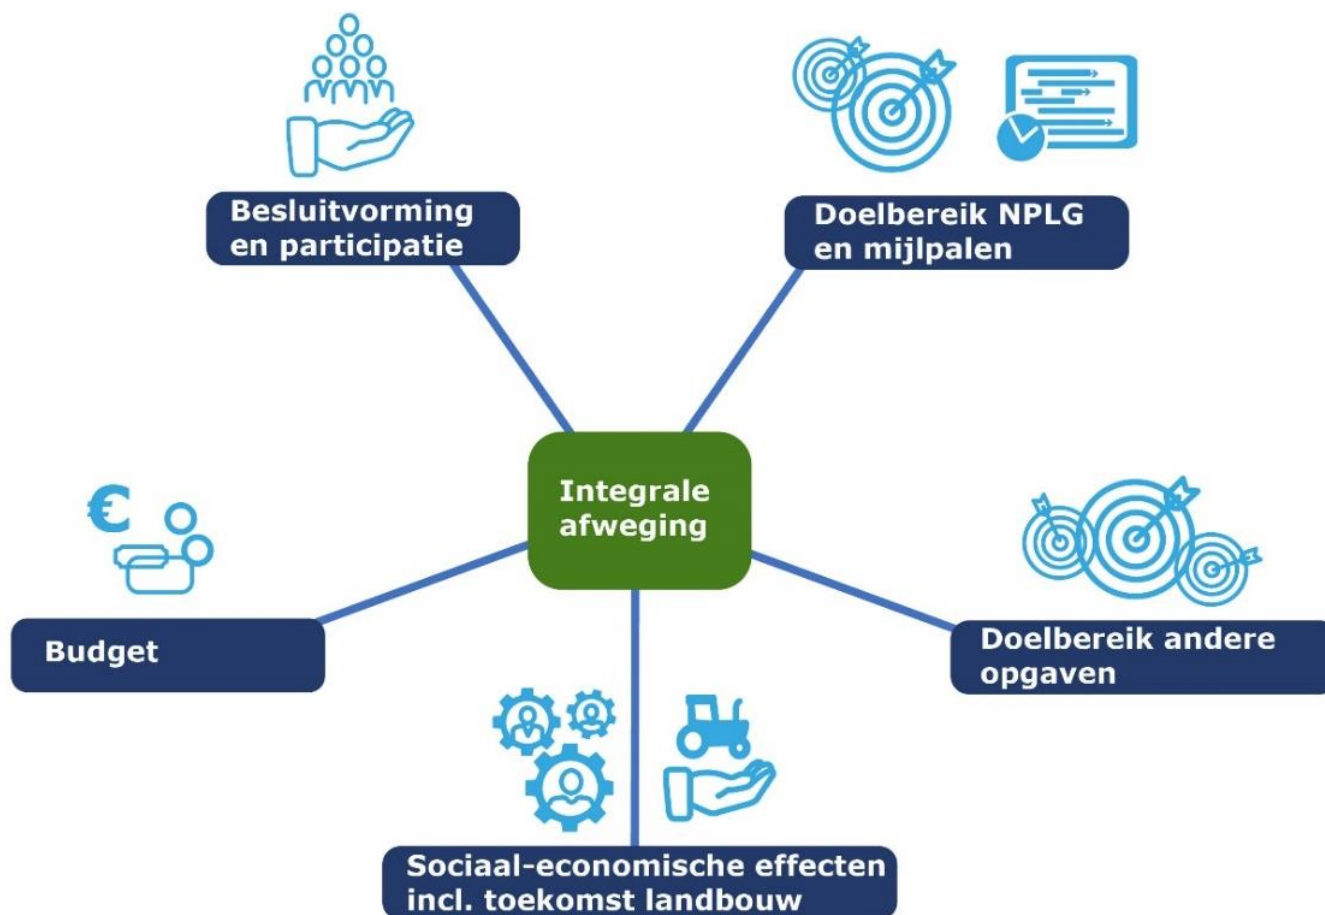 Besluitvorming
en participatie
Doelbereik NPLG
en mijlpalen
Integrale
afweging
€
Budget
Doelbereik andere
opgaven
Sociaal-economische effecten
incl. toekomst landbouw